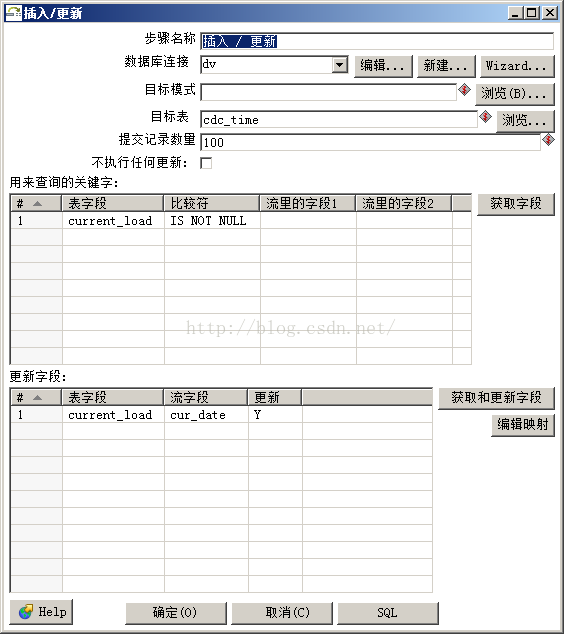 插入/更新
步骤名称 插入 / 更新
数据库连接 dv 编辑... 新建... Wizard...
目标模式 浏览(B)...
目标表 cdc_time 浏览...
提交记录数量 100
不执行任何更新：
用来查询的关键字：
# 表字段 比较符 流里的字段1 流里的字段2 获取字段
1 current_load IS NOT NULL
http://blog.csdn.net/
更新字段：
# 表字段 流字段 更新 获取和更新字段
1 current_load cur_date Y
编辑映射
Help 确定(O) 取消(C) SQL